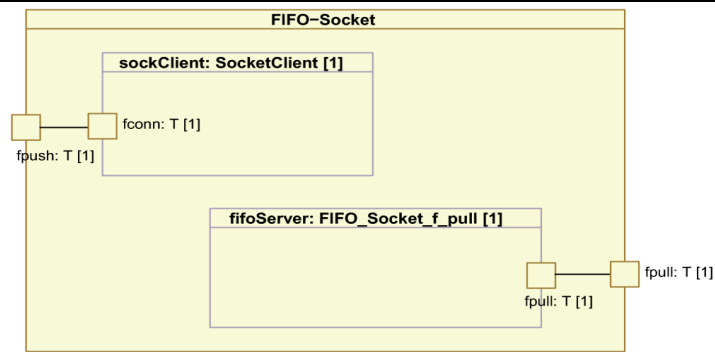 FIFO−Socket
sockClient: SocketClient [1]
fconn: T [1]
fpush: T [1]
fifoServer: FIFO_Socket_f_pull [1]
fpull: T [1]
fpull: T [1]